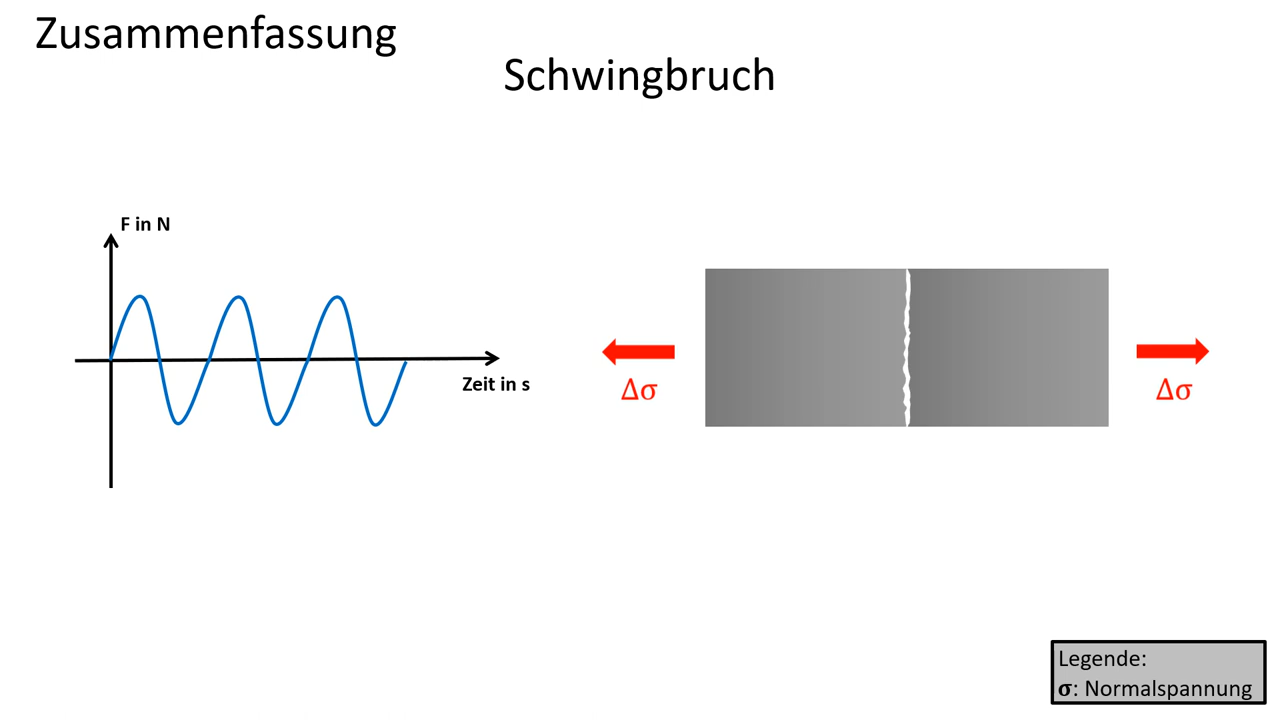 Zusammenfassung
Schwingbruch
F in N
Zeit in s
Δσ
Δσ
Legende:
σ: Normalspannung